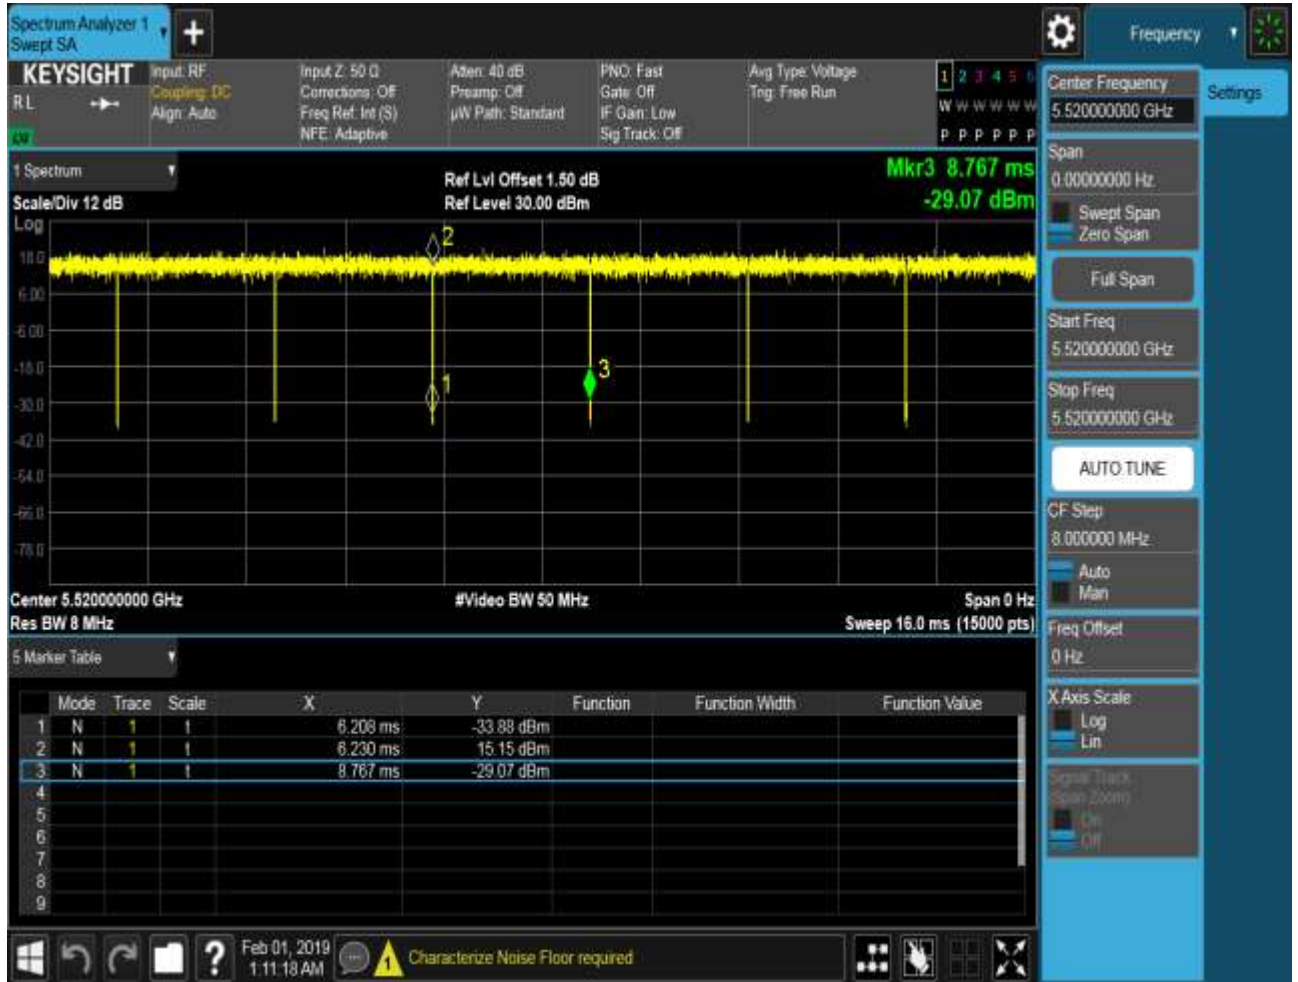 Spectrum Analyzer 1
Swept SA
+
Frequency
KEYSIGHT
RL
Input: RF
Coupling: DC
Align: Auto
Input Z: 50 Ω
Corrections: Off
Freq Ref: Int (S)
NFE: Adaptive
Atten: 40 dB
Preamp: Off
µW Path: Standard
PNO: Fast
Gate: Off
IF Gain: Low
Sig Track: Off
Avg Type: Voltage
Trig: Free Run
1 2 3 4 5 6
W W W W W W
P P P P P P
1 Spectrum
Scale/Div 12 dB
Ref Lvl Offset 1.50 dB
Ref Level 30.00 dBm
Mkr3 8.767 ms
-29.07 dBm
Log
18.0
6.00
-6.00
-18.0
-30.0
-42.0
-54.0
-66.0
-78.0
2
1
3
Center 5.520000000 GHz
#Video BW 50 MHz
Span 0 Hz
Res BW 8 MHz
Sweep 16.0 ms (15000 pts)
5 Marker Table
Mode Trace Scale X Y Function Function Width Function Value
1 N 1 t 6.208 ms -33.88 dBm
2 N 1 t 6.230 ms 15.15 dBm
3 N 1 t 8.767 ms -29.07 dBm
4
5
6
7
8
9
Center Frequency
5.520000000 GHz
Settings
Span
0.00000000 Hz
Swept Span
Zero Span
Full Span
Start Freq
5.520000000 GHz
Stop Freq
5.520000000 GHz
AUTO TUNE
CF Step
8.000000 MHz
Auto
Man
Freq Offset
0 Hz
X Axis Scale
Log
Lin
Signal Track
(Span Zoom)
On
Off
?
Feb 01, 2019
1:11:18 AM
1
Characterize Noise Floor required